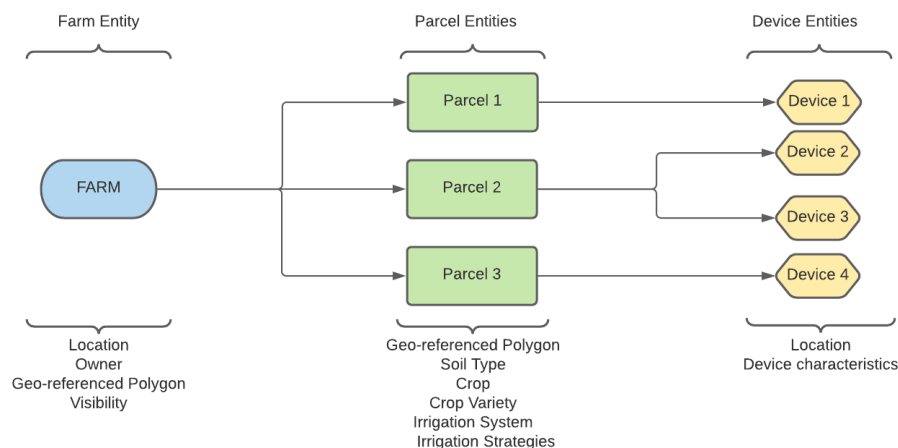 Farm Entity
Parcel Entities
Device Entities
Parcel 1
Device 1
Device 2
FARM
Parcel 2
Device 3
Parcel 3
Device 4
Location
Owner
Geo-referenced Polygon
Visibility
Geo-referenced Polygon
Soil Type
Crop
Crop Variety
Irrigation System
Irrigation Strategies
Location
Device characteristics